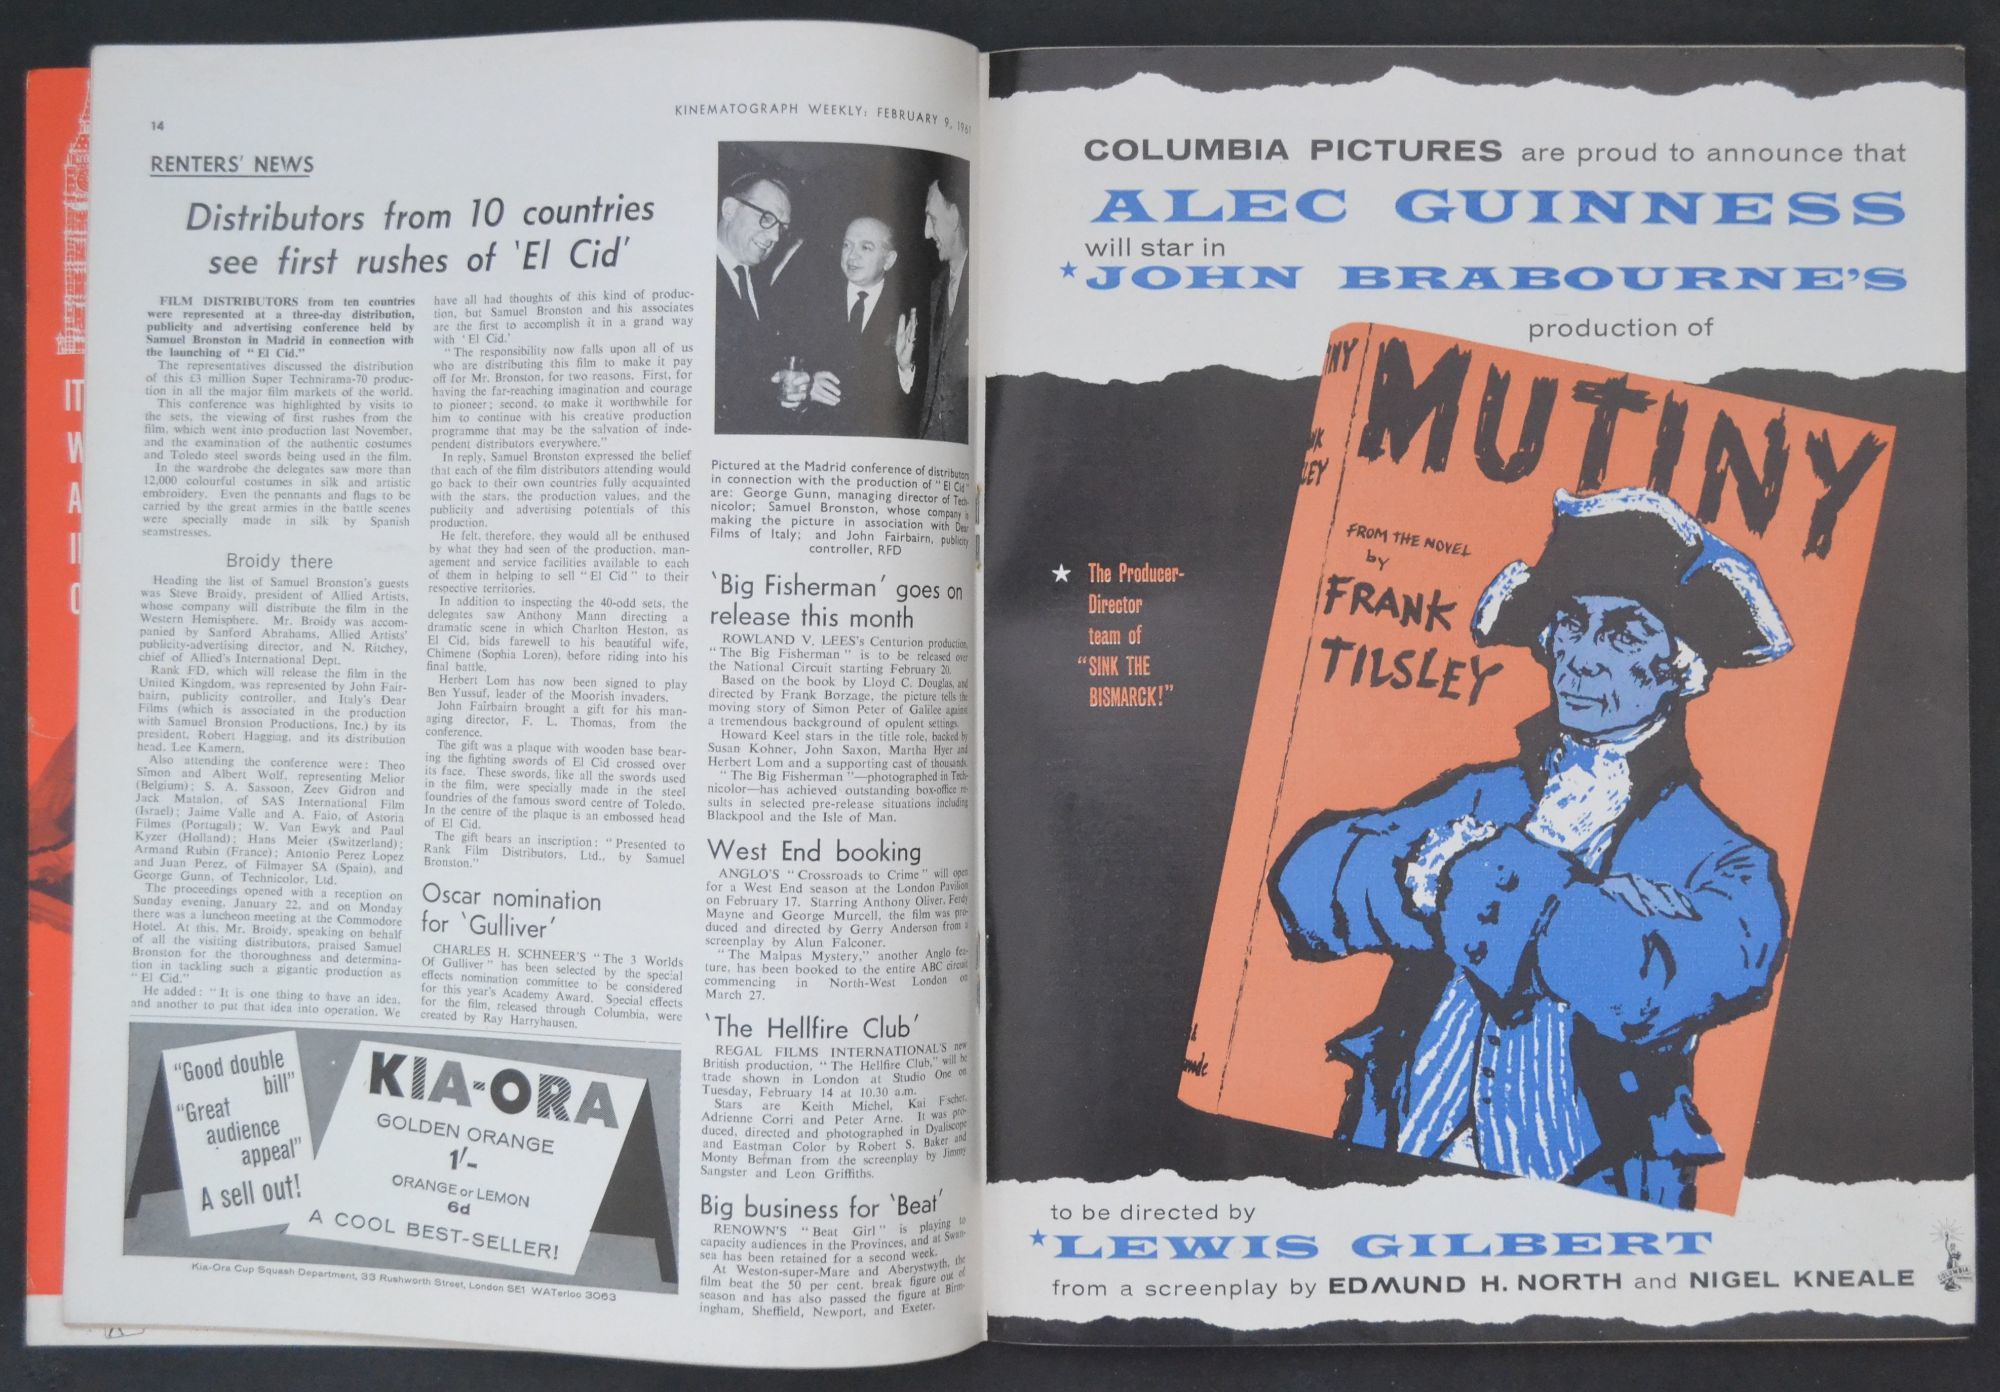 14
KINEMATOGRAPH WEEKLY: FEBRUARY 9, 1961
RENTERS' NEWS
Distributors from 10 countries
see first rushes of 'El Cid'
FILM DISTRIBUTORS from ten countries
were represented at a three-day distribution,
publicity and advertising conference held by
Samuel Bronston in Madrid in connection with
the launching of " El Cid."
The representatives discussed the distribution
of this £3 million Super Technirama-70 produc-
tion in all the major film markets of the world.
This conference was highlighted by visits to
the sets, the viewing of first rushes from the
film, which went into production last November,
and the examination of the authentic costumes
and Toledo steel swords being used in the film.
In the wardrobe the delegates saw more than
12,000 colourful costumes in silk and artistic
embroidery. Even the pennants and flags to be
carried by the great armies in the battle scenes
were specially made in silk by Spanish
seamstresses.
Broidy there
Heading the list of Samuel Bronston's guests
was Steve Broidy, president of Allied Artists,
whose company will distribute the film in the
Western Hemisphere. Mr. Broidy was accom-
panied by Sanford Abrahams, Allied Artists'
publicity-advertising director, and N. Ritchey,
chief of Allied's International Dept.
Rank FD, which will release the film in the
United Kingdom, was represented by John Fair-
bairn, publicity controller, and Italy's Dear
Films (which is associated in the production
with Samuel Bronston Productions, Inc.) by its
president, Robert Haggiag, and its distribution
head, Lee Kamern.
Also attending the conference were: Theo
Simon and Albert Wolf, representing Melior
(Belgium); S. A. Sassoon, Zeev Gidron and
Jack Matalon, of SAS International Film
(Israel); Jaime Valle and A. Faio, of Astoria
Filmes (Portugal); W. Van Ewyk and Paul
Kyzer (Holland); Hans Meier (Switzerland);
Armand Rubin (France); Antonio Perez Lopez
and Juan Perez, of Filmayer SA (Spain), and
George Gunn, of Technicolor, Ltd.
The proceedings opened with a reception on
Sunday evening, January 22, and on Monday
there was a luncheon meeting at the Commodore
Hotel. At this, Mr. Broidy, speaking on behalf
of all the visiting distributors, praised Samuel
Bronston for the thoroughness and determina-
tion in tackling such a gigantic production as
" El Cid."
He added: " It is one thing to have an idea,
and another to put that idea into operation. We
have all had thoughts of this kind of produc-
tion, but Samuel Bronston and his associates
are the first to accomplish it in a grand way
with ' El Cid.'
" The responsibility now falls upon all of us
who are distributing this film to make it pay
off for Mr. Bronston, for two reasons. First, for
having the far-reaching imagination and courage
to pioneer; second, to make it worthwhile for
him to continue with his creative production
programme that may be the salvation of inde-
pendent distributors everywhere."
In reply, Samuel Bronston expressed the belief
that each of the film distributors attending would
go back to their own countries fully acquainted
with the stars, the production values, and the
publicity and advertising potentials of this
production.
He felt, therefore, they would all be enthused
by what they had seen of the production, man-
agement and service facilities available to each
of them in helping to sell " El Cid " to their
respective territories.
In addition to inspecting the 40-odd sets, the
delegates saw Anthony Mann directing a
dramatic scene in which Charlton Heston, as
El Cid, bids farewell to his beautiful wife,
Chimene (Sophia Loren), before riding into his
final battle.
Herbert Lom has now been signed to play
Ben Yussuf, leader of the Moorish invaders.
John Fairbairn brought a gift for his man-
aging director, F. L. Thomas, from the
conference.
The gift was a plaque with wooden base bear-
ing the fighting swords of El Cid crossed over
its face. These swords, like all the swords used
in the film, were specially made in the steel
foundries of the famous sword centre of Toledo.
In the centre of the plaque is an embossed head
of El Cid.
The gift bears an inscription: " Presented to
Rank Film Distributors, Ltd., by Samuel
Bronston."
Oscar nomination
for 'Gulliver'
CHARLES H. SCHNEER'S " The 3 Worlds
Of Gulliver " has been selected by the special
effects nomination committee to be considered
for this year's Academy Award. Special effects
for the film, released through Columbia, were
created by Ray Harryhausen.
Pictured at the Madrid conference of distributors
in connection with the production of " El Cid "
are: George Gunn, managing director of Tech-
nicolor; Samuel Bronston, whose company is
making the picture in association with Dear
Films of Italy; and John Fairbairn, publicity
controller, RFD
'Big Fisherman' goes on
release this month
ROWLAND V. LEES's Centurion production,
" The Big Fisherman " is to be released over
the National Circuit starting February 20.
Based on the book by Lloyd C. Douglas, and
directed by Frank Borzage, the picture tells the
moving story of Simon Peter of Galilee against
a tremendous background of opulent settings.
Howard Keel stars in the title role, backed by
Susan Kohner, John Saxon, Martha Hyer and
Herbert Lom and a supporting cast of thousands.
" The Big Fisherman "—photographed in Tech-
nicolor—has achieved outstanding box-office re-
sults in selected pre-release situations including
Blackpool and the Isle of Man.
West End booking
ANGLO'S " Crossroads to Crime " will open
for a West End season at the London Pavilion
on February 17. Starring Anthony Oliver, Ferdy
Mayne and George Murcell, the film was pro-
duced and directed by Gerry Anderson from a
screenplay by Alun Falconer.
" The Malpas Mystery," another Anglo fea-
ture, has been booked to the entire ABC circuit
commencing in North-West London on
March 27.
'The Hellfire Club'
REGAL FILMS INTERNATIONAL'S new
British production, " The Hellfire Club," will be
trade shown in London at Studio One on
Tuesday, February 14 at 10.30 a.m.
Stars are Keith Michel, Kai Fischer,
Adrienne Corri and Peter Arne. It was pro-
duced, directed and photographed in Dyaliscope
and Eastman Color by Robert S. Baker and
Monty Berman from the screenplay by Jimmy
Sangster and Leon Griffiths.
Big business for 'Beat'
RENOWN'S " Beat Girl " is playing to
capacity audiences in the Provinces, and at Swan-
sea has been retained for a second week.
At Weston-super-Mare and Aberystwyth, the
film beat the 50 per cent. break figure out of
season and has also passed the figure at Birm-
ingham, Sheffield, Newport, and Exeter.
"Good double
bill"
"Great
audience
appeal"
A sell out!
KIA-ORA
GOLDEN ORANGE
1/-
ORANGE or LEMON
6d
A COOL BEST-SELLER!
Kia-Ora Cup Squash Department, 33 Rushworth Street, London SE1 WATerloo 3063
COLUMBIA PICTURES are proud to announce that
ALEC GUINNESS
will star in
*JOHN BRABOURNE'S
production of
MUTINY
FROM THE NOVEL
by
FRANK
TILSLEY
* The Producer-
Director
team of
"SINK THE
BISMARCK!"
to be directed by
*LEWIS GILBERT
from a screenplay by EDMUND H. NORTH and NIGEL KNEALE
COLUMBIA
IT